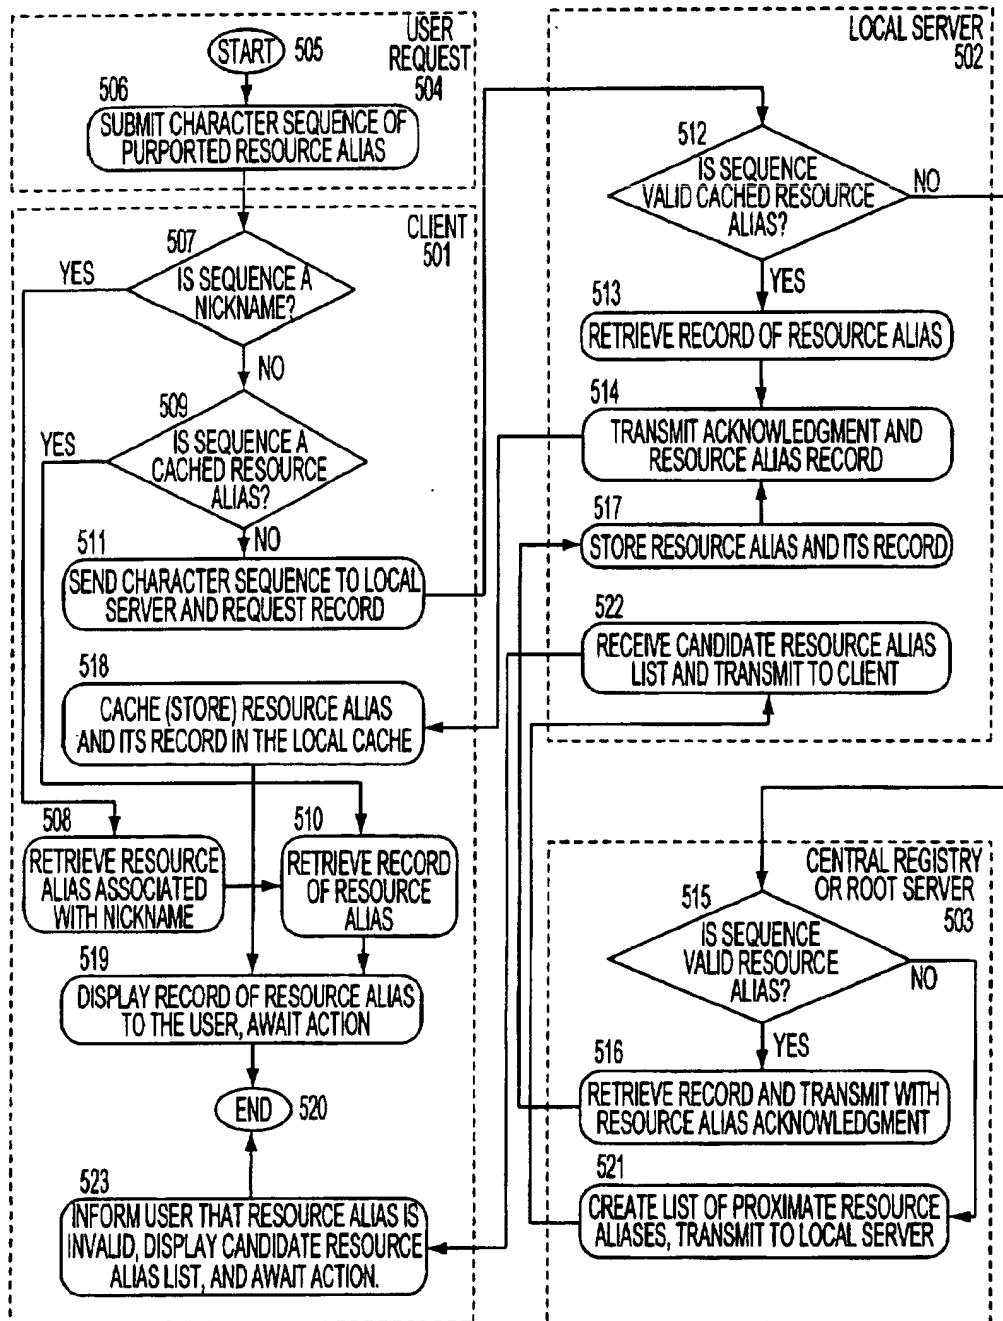 USER
REQUEST
504
START
505
506
SUBMIT CHARACTER SEQUENCE OF
PURPORTED RESOURCE ALIAS
CLIENT
501
507
YES
IS SEQUENCE A
NICKNAME?
NO
509
YES
IS SEQUENCE A
CACHED RESOURCE
ALIAS?
NO
511
SEND CHARACTER SEQUENCE TO LOCAL
SERVER AND REQUEST RECORD
518
CACHE (STORE) RESOURCE ALIAS
AND ITS RECORD IN THE LOCAL CACHE
508
RETRIEVE RESOURCE
ALIAS ASSOCIATED
WITH NICKNAME
510
RETRIEVE RECORD
OF RESOURCE
ALIAS
519
DISPLAY RECORD OF RESOURCE ALIAS
TO THE USER, AWAIT ACTION
END
520
523
INFORM USER THAT RESOURCE ALIAS IS
INVALID, DISPLAY CANDIDATE RESOURCE
ALIAS LIST, AND AWAIT ACTION.
LOCAL SERVER
502
512
IS SEQUENCE
VALID CACHED RESOURCE
ALIAS?
NO
YES
513
RETRIEVE RECORD OF RESOURCE ALIAS
514
TRANSMIT ACKNOWLEDGMENT AND
RESOURCE ALIAS RECORD
517
STORE RESOURCE ALIAS AND ITS RECORD
522
RECEIVE CANDIDATE RESOURCE ALIAS
LIST AND TRANSMIT TO CLIENT
CENTRAL REGISTRY
OR ROOT SERVER
503
515
IS SEQUENCE
VALID RESOURCE
ALIAS?
NO
YES
516
RETRIEVE RECORD AND TRANSMIT WITH
RESOURCE ALIAS ACKNOWLEDGMENT
521
CREATE LIST OF PROXIMATE RESOURCE
ALIASES, TRANSMIT TO LOCAL SERVER